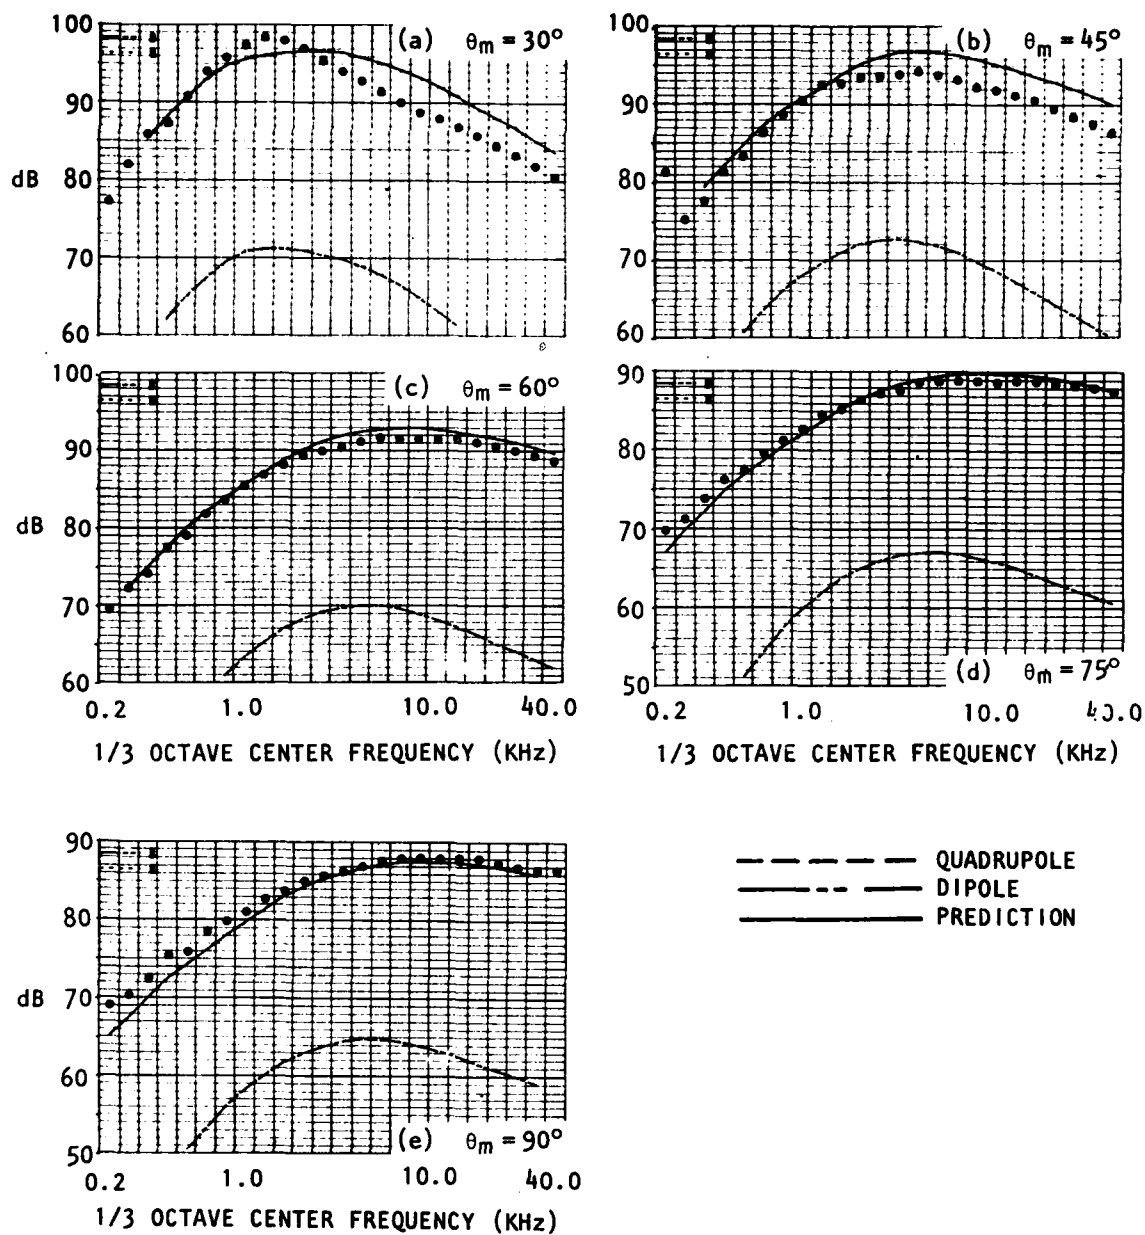 100
90
80
70
60
dB
(a) θm = 30°
100
90
80
70
60
(b) θm = 45°
100
90
80
70
60
dB
(c) θm = 60°
0.2 1.0 10.0 40.0
1/3 OCTAVE CENTER FREQUENCY (KHz)
90
80
70
60
50
(d) θm = 75°
0.2 1.0 10.0 40.0
1/3 OCTAVE CENTER FREQUENCY (KHz)
90
80
70
60
50
dB
(e) θm = 90°
0.2 1.0 10.0 40.0
1/3 OCTAVE CENTER FREQUENCY (KHz)
QUADRUPOLE
DIPOLE
PREDICTION